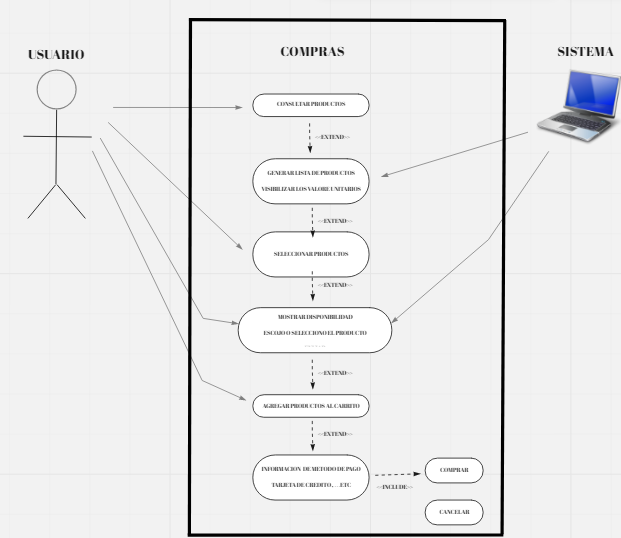 USUARIO
COMPRAS
SISTEMA
CONSULTAR PRODUCTOS
<<EXTEND>>
GENERAR LISTA DE PRODUCTOS
VISIBILIZAR LOS VALORE UNITARIOS
<<EXTEND>>
SELECCIONAR PRODUCTOS
<<EXTEND>>
MOSTRAR DISPONIBILIDAD
ESCOJO O SELECCIONO EL PRODUCTO
<<EXTEND>>
AGREGAR PRODUCTOS AL CARRITO
<<EXTEND>>
INFORMACION DE METODO DE PAGO
TARJETA DE CREDITO , . . ETC
COMPRAR
<<INCLUDE>>
CANCELAR